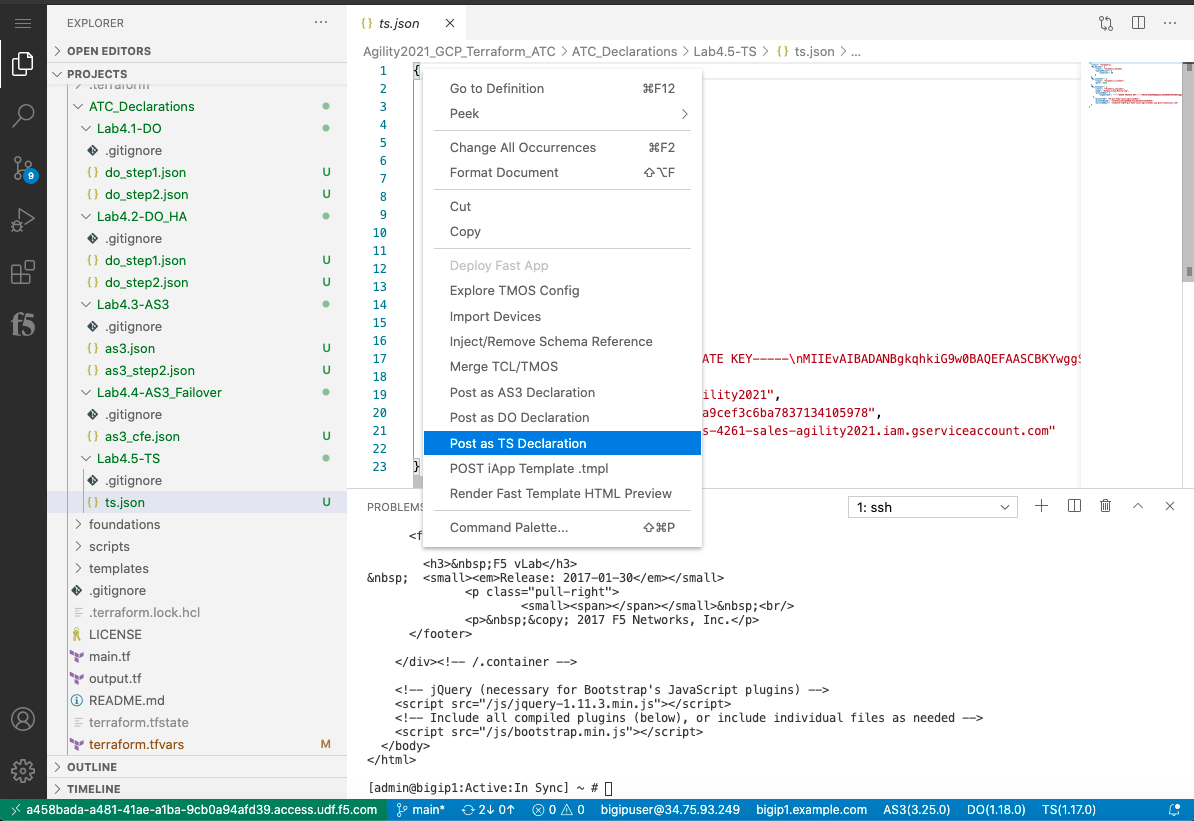 EXPLORER
···
OPEN EDITORS
PROJECTS
.terraform
ATC_Declarations
Lab4.1-DO
.gitignore
do_step1.json U
do_step2.json U
Lab4.2-DO_HA
.gitignore
do_step1.json U
do_step2.json U
Lab4.3-AS3
.gitignore
as3.json U
as3_step2.json U
Lab4.4-AS3_Failover
.gitignore
as3_cfe.json U
Lab4.5-TS
.gitignore
ts.json U
foundations
scripts
templates
.gitignore
.terraform.lock.hcl
LICENSE
main.tf
output.tf
README.md
terraform.tfstate
terraform.tfvars M
OUTLINE
TIMELINE
9
f5
{} ts.json
Agility2021_GCP_Terraform_ATC > ATC_Declarations > Lab4.5-TS > {} ts.json > ...
1 {
2
3
4
5
6
7
8
9
10
11
12
13
14
15
16
17 ATE KEY-----\nMIIEvAIBADANBgkqhkiG9w0BAQEFAASCBKYwggS
18
19 ility2021",
20 a9cef3c6ba7837134105978",
21 s-4261-sales-agility2021.iam.gserviceaccount.com"
22
23 }
Go to Definition ⌘F12
Peek
Change All Occurrences ⌘F2
Format Document ⇧⌥F
Cut
Copy
Deploy Fast App
Explore TMOS Config
Import Devices
Inject/Remove Schema Reference
Merge TCL/TMOS
Post as AS3 Declaration
Post as DO Declaration
Post as TS Declaration
POST iApp Template .tmpl
Render Fast Template HTML Preview
Command Palette... ⇧⌘P
PROBLEMS
1: ssh
<f
<h3>&nbsp;F5 vLab</h3>
&nbsp; <small><em>Release: 2017-01-30</em></small>
<p class="pull-right">
<small><span></span></small>&nbsp;<br/>
<p>&nbsp;&copy; 2017 F5 Networks, Inc.</p>
</footer>
</div><!-- /.container -->
<!-- jQuery (necessary for Bootstrap's JavaScript plugins) -->
<script src="/js/jquery-1.11.3.min.js"></script>
<!-- Include all compiled plugins (below), or include individual files as needed -->
<script src="/js/bootstrap.min.js"></script>
</body>
</html>
[admin@bigip1:Active:In Sync] ~ #
a458bada-a481-41ae-a1ba-9cb0a94afd39.access.udf.f5.com main* 2↓ 0↑ 0 0 bigipuser@34.75.93.249 bigip1.example.com AS3(3.25.0) DO(1.18.0) TS(1.17.0)